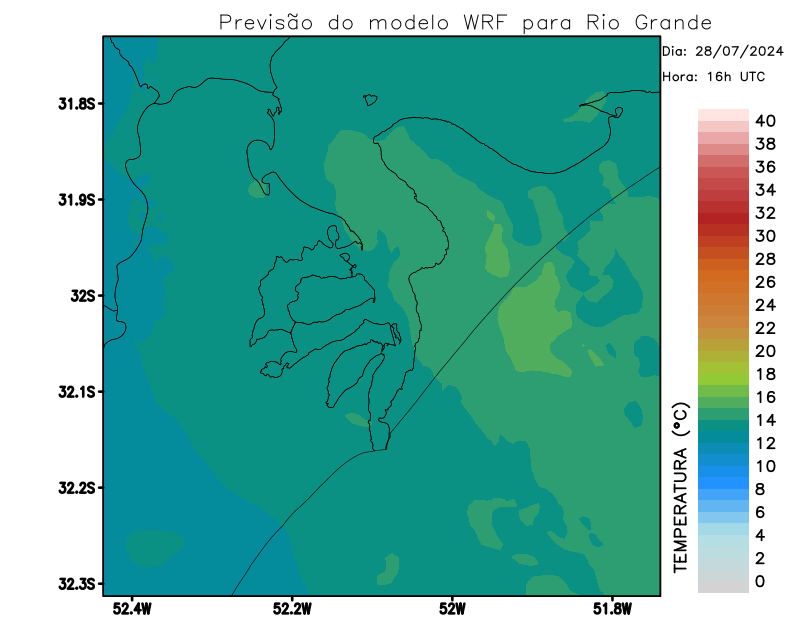 Previsão do modelo WRF para Rio Grande
Dia: 28/07/2024
Hora: 16h UTC
31.8S
31.9S
32S
32.1S
32.2S
32.3S
52.4W
52.2W
52W
51.8W
40
38
36
34
32
30
28
26
24
22
20
18
16
14
12
10
8
6
4
2
0
TEMPERATURA (°C)